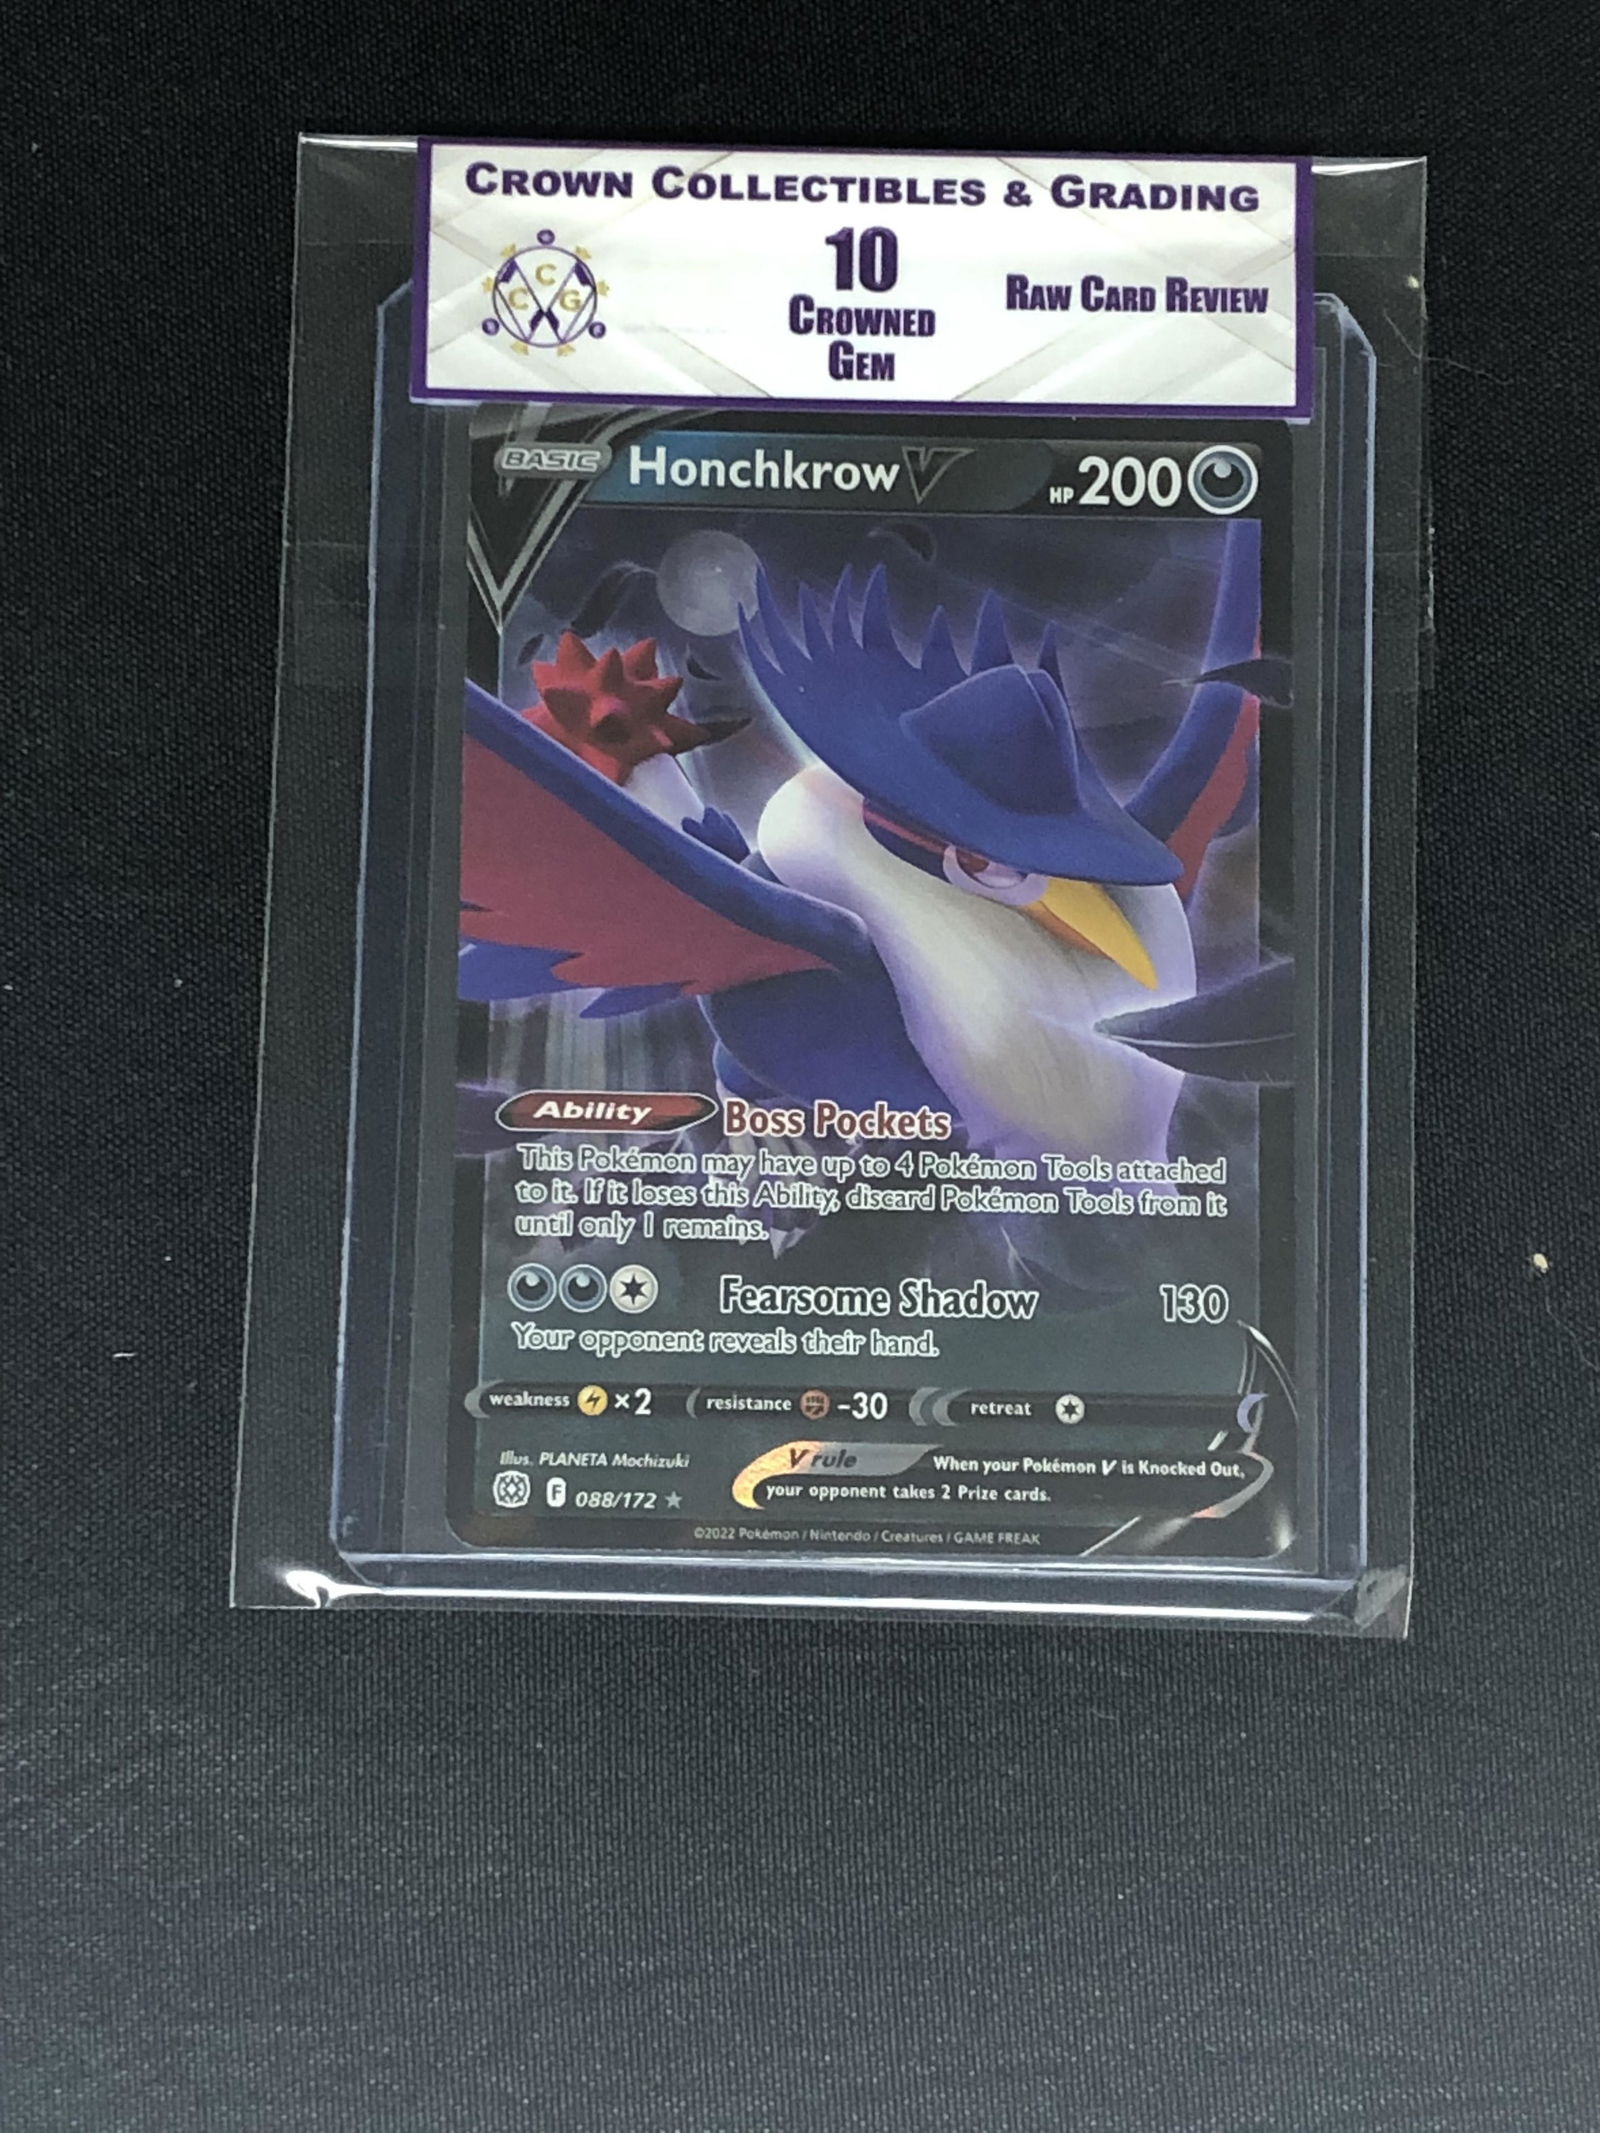 CROWN COLLECTIBLES & GRADING
C
C G
10
CROWNED
GEM
RAW CARD REVIEW
BASIC Honchkrow V HP 200
Ability Boss Pockets
This Pokémon may have up to 4 Pokémon Tools attached
to it. If it loses this Ability, discard Pokémon Tools from it
until only 1 remains.
Fearsome Shadow 130
Your opponent reveals their hand.
weakness ×2 resistance -30 retreat
Illus. PLANETA Mochizuki
V rule When your Pokémon V is Knocked Out,
your opponent takes 2 Prize cards.
F 088/172 ★
©2022 Pokémon / Nintendo / Creatures / GAME FREAK